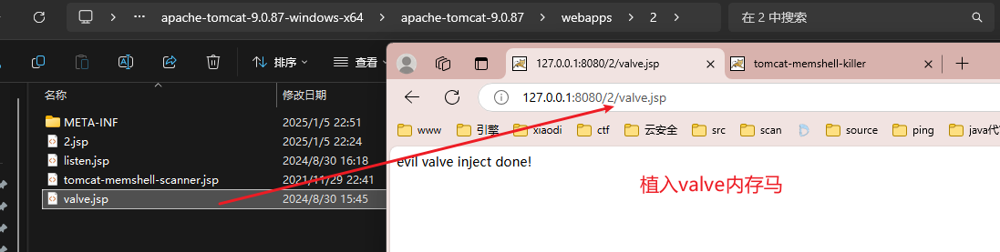 apache-tomcat-9.0.87-windows-x64 > apache-tomcat-9.0.87 > webapps > 2 >
在 2 中搜索
排序
查看
127.0.0.1:8080/2/valve.jsp
tomcat-memshell-killer
名称
修改日期
127.0.0.1:8080/2/valve.jsp
META-INF
2025/1/5 22:51
www
引擎
xiaodi
ctf
云安全
src
scan
source
ping
java代
2.jsp
2025/1/5 22:24
listen.jsp
2024/8/30 16:18
evil valve inject done!
tomcat-memshell-scanner.jsp
2021/11/29 22:41
植入valve内存马
valve.jsp
2024/8/30 15:45